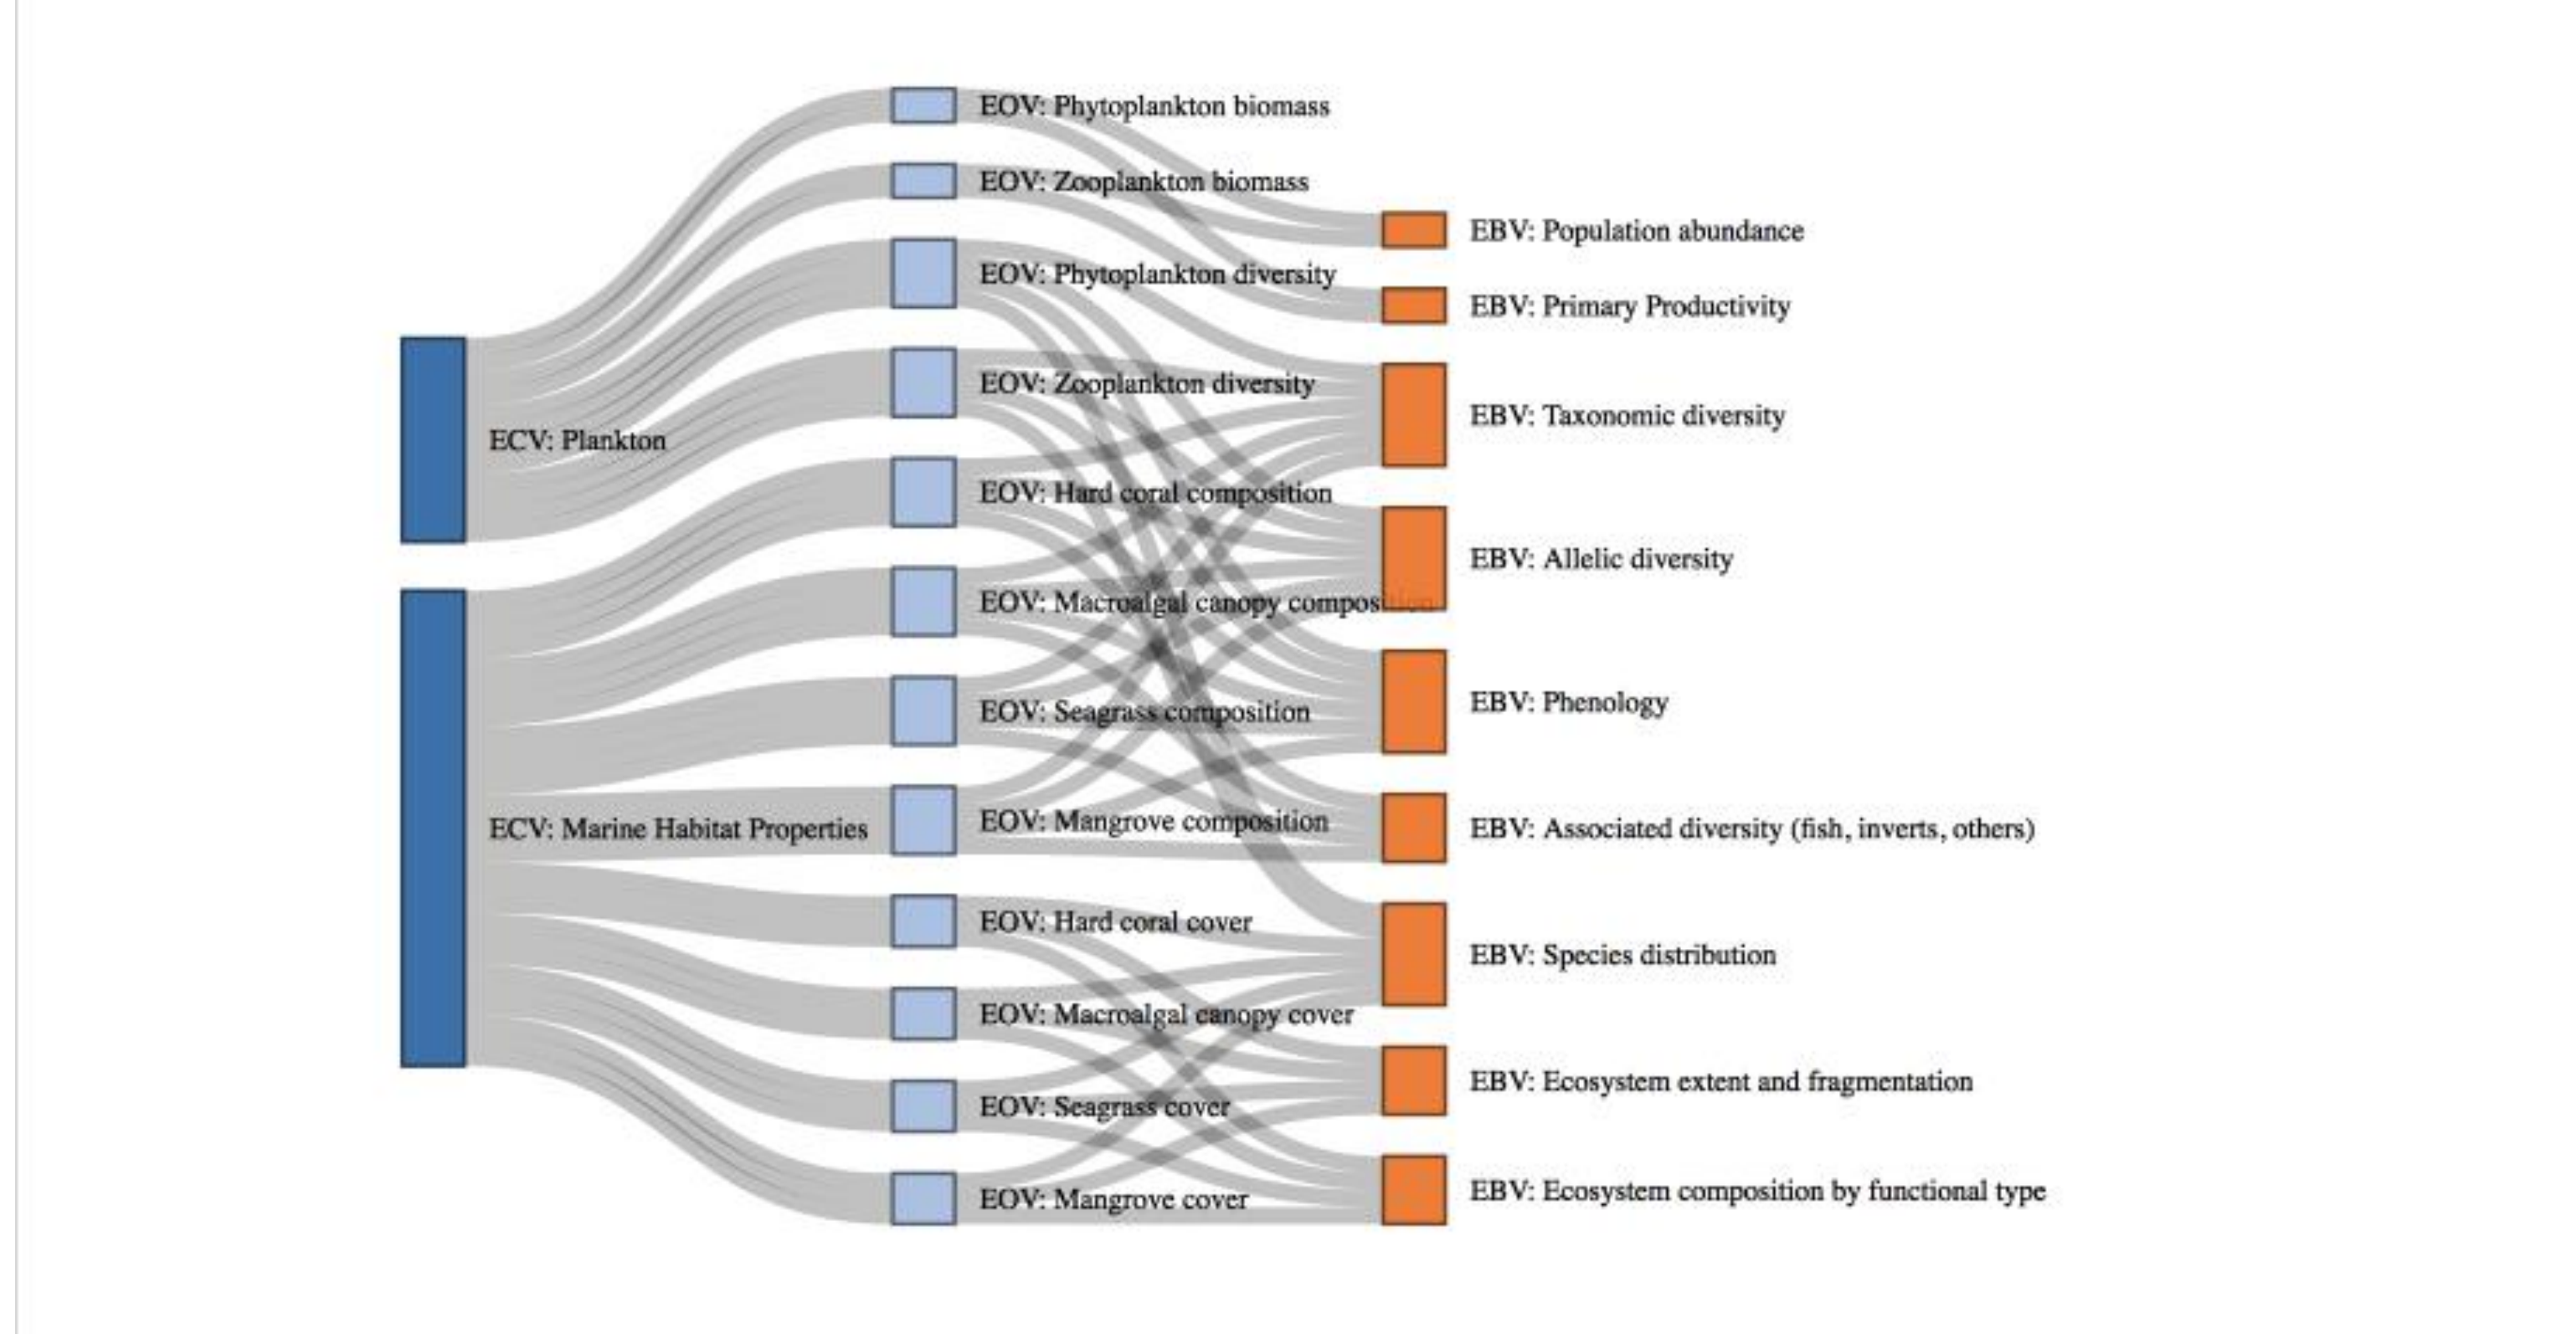 ECV: Plankton
ECV: Marine Habitat Properties
EOV: Phytoplankton biomass
EOV: Zooplankton biomass
EOV: Phytoplankton diversity
EOV: Zooplankton diversity
EOV: Hard coral composition
EOV: Macroalgal canopy composition
EOV: Seagrass composition
EOV: Mangrove composition
EOV: Hard coral cover
EOV: Macroalgal canopy cover
EOV: Seagrass cover
EOV: Mangrove cover
EBV: Population abundance
EBV: Primary Productivity
EBV: Taxonomic diversity
EBV: Allelic diversity
EBV: Phenology
EBV: Associated diversity (fish, inverts, others)
EBV: Species distribution
EBV: Ecosystem extent and fragmentation
EBV: Ecosystem composition by functional type